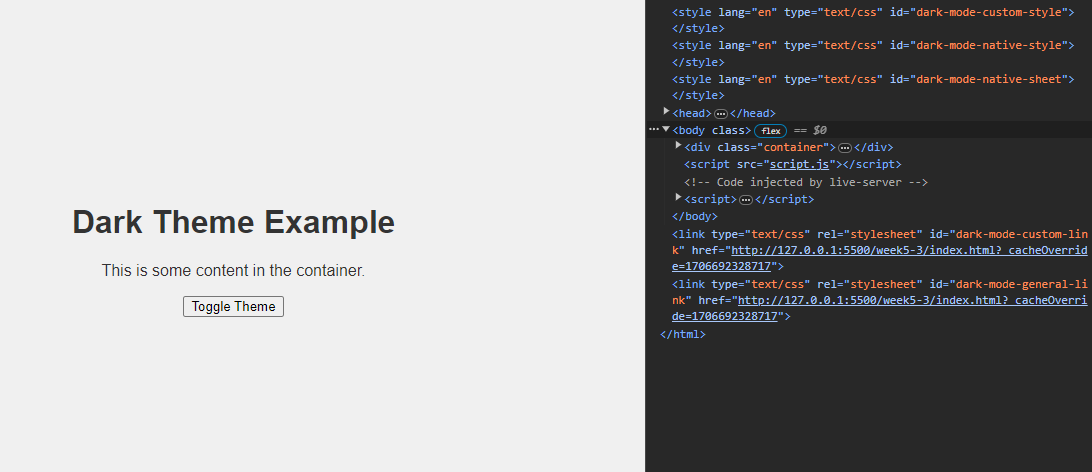 Dark Theme Example
This is some content in the container.
Toggle Theme
<style lang="en" type="text/css" id="dark-mode-custom-style">
</style>
<style lang="en" type="text/css" id="dark-mode-native-style">
</style>
<style lang="en" type="text/css" id="dark-mode-native-sheet">
</style>
<head>…</head>
…<body class> flex == $0
<div class="container">…</div>
<script src="script.js"></script>
<!-- Code injected by live-server -->
<script>…</script>
</body>
<link type="text/css" rel="stylesheet" id="dark-mode-custom-lin
k" href="http://127.0.0.1:5500/week5-3/index.html?_cacheOverrid
e=1706692328717">
<link type="text/css" rel="stylesheet" id="dark-mode-general-li
nk" href="http://127.0.0.1:5500/week5-3/index.html?_cacheOverri
de=1706692328717">
</html>